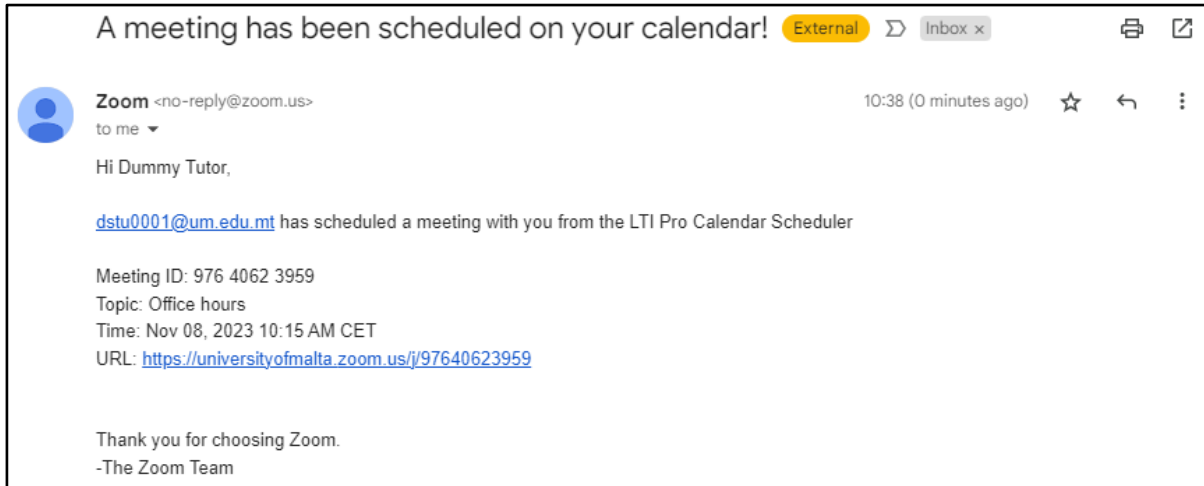 A meeting has been scheduled on your calendar! External Inbox ×
Zoom <no-reply@zoom.us> 10:38 (0 minutes ago)
to me
Hi Dummy Tutor,
dstu0001@um.edu.mt has scheduled a meeting with you from the LTI Pro Calendar Scheduler
Meeting ID: 976 4062 3959
Topic: Office hours
Time: Nov 08, 2023 10:15 AM CET
URL: https://universityofmalta.zoom.us/j/97640623959
Thank you for choosing Zoom.
-The Zoom Team